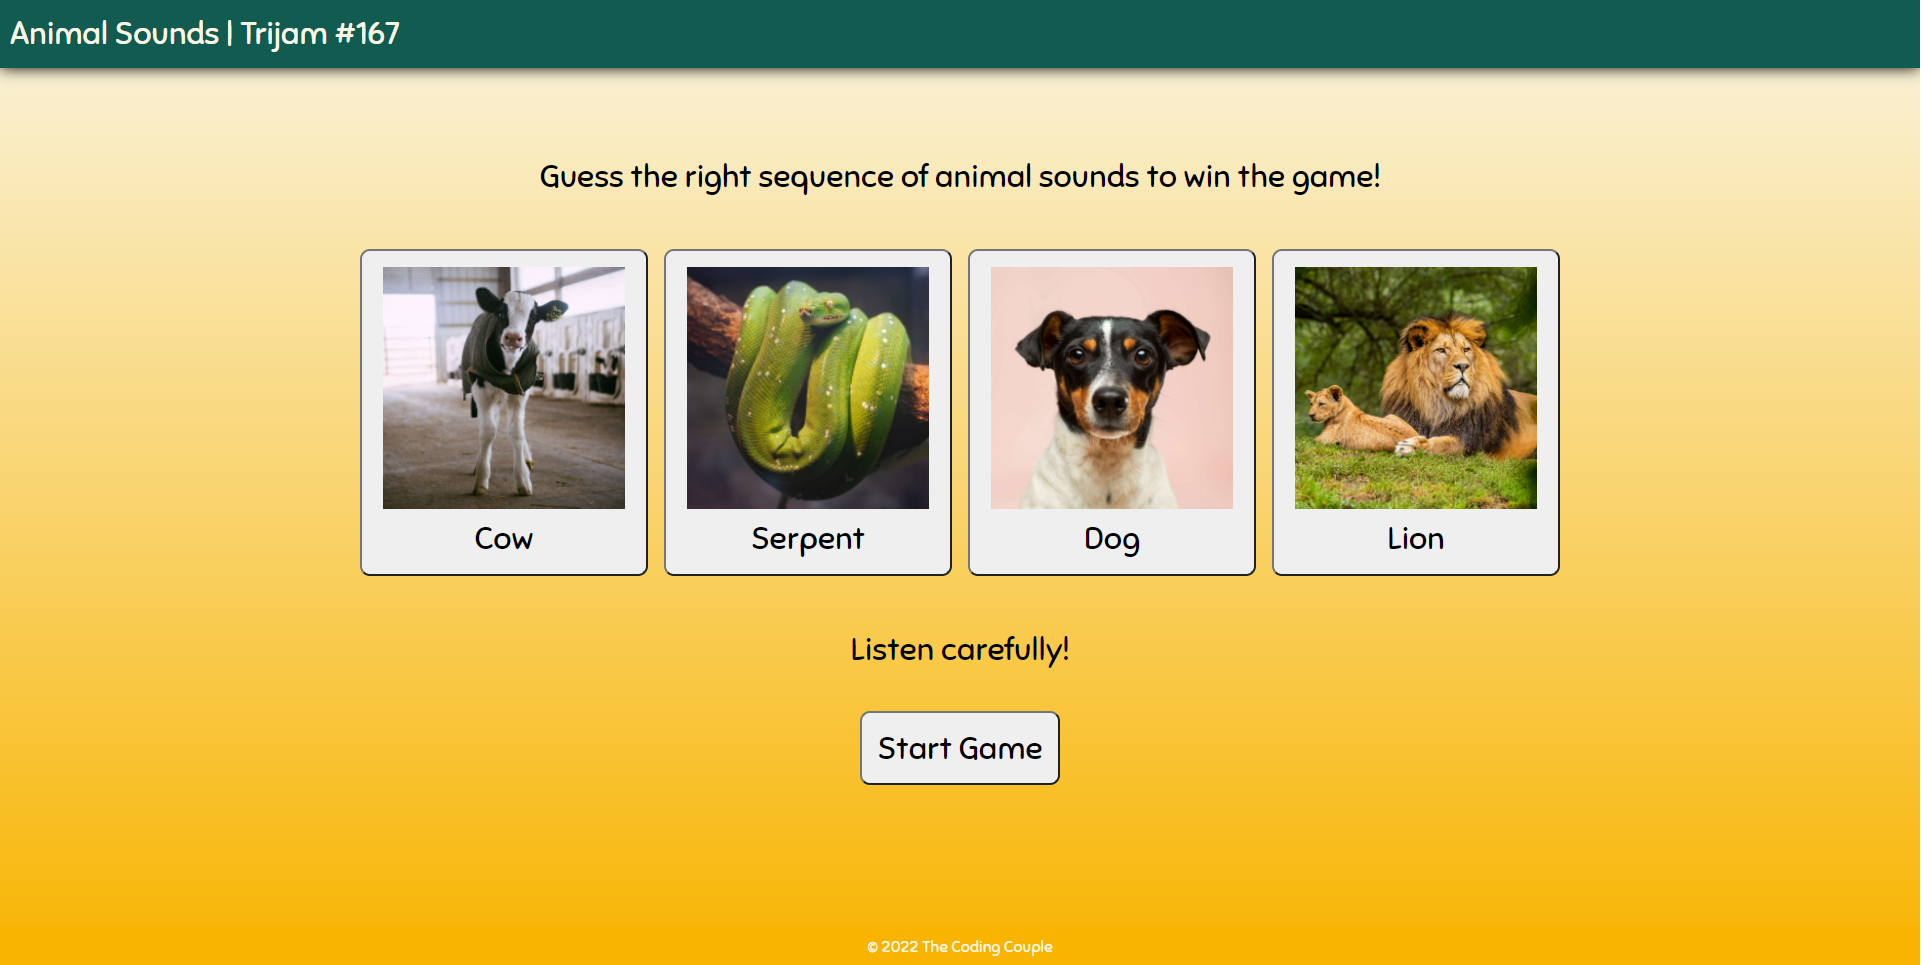 Animal Sounds | Trijam #167
Guess the right sequence of animal sounds to win the game!
Cow
Serpent
Dog
Lion
Listen carefully!
Start Game
© 2022 The Coding Couple